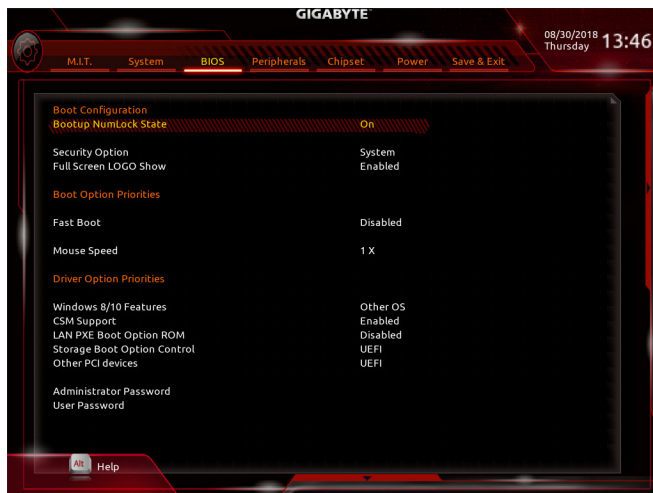 GIGABYTE™
08/30/2018 13:46
Thursday
M.I.T. System BIOS Peripherals Chipset Power Save & Exit
Boot Configuration
Bootup NumLock State On
Security Option System
Full Screen LOGO Show Enabled
Boot Option Priorities
Fast Boot Disabled
Mouse Speed 1 X
Driver Option Priorities
Windows 8/10 Features Other OS
CSM Support Enabled
LAN PXE Boot Option ROM Disabled
Storage Boot Option Control UEFI
Other PCI devices UEFI
Administrator Password
User Password
Alt Help